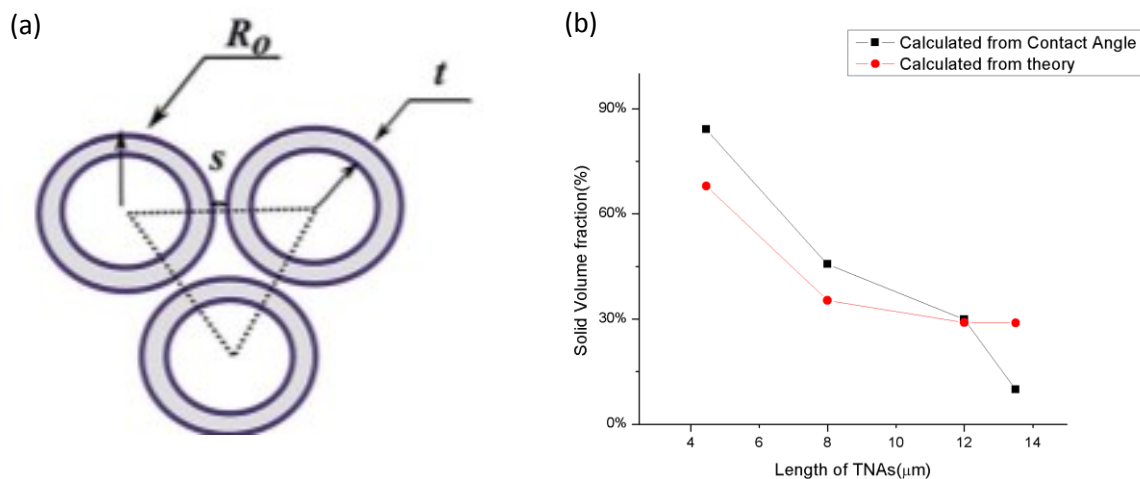 (a)
R_O
t
s
(b)
Calculated from Contact Angle
Calculated from theory
90%
60%
30%
0%
Solid Volume fraction(%)
4 6 8 10 12 14
Length of TNAs(μm)